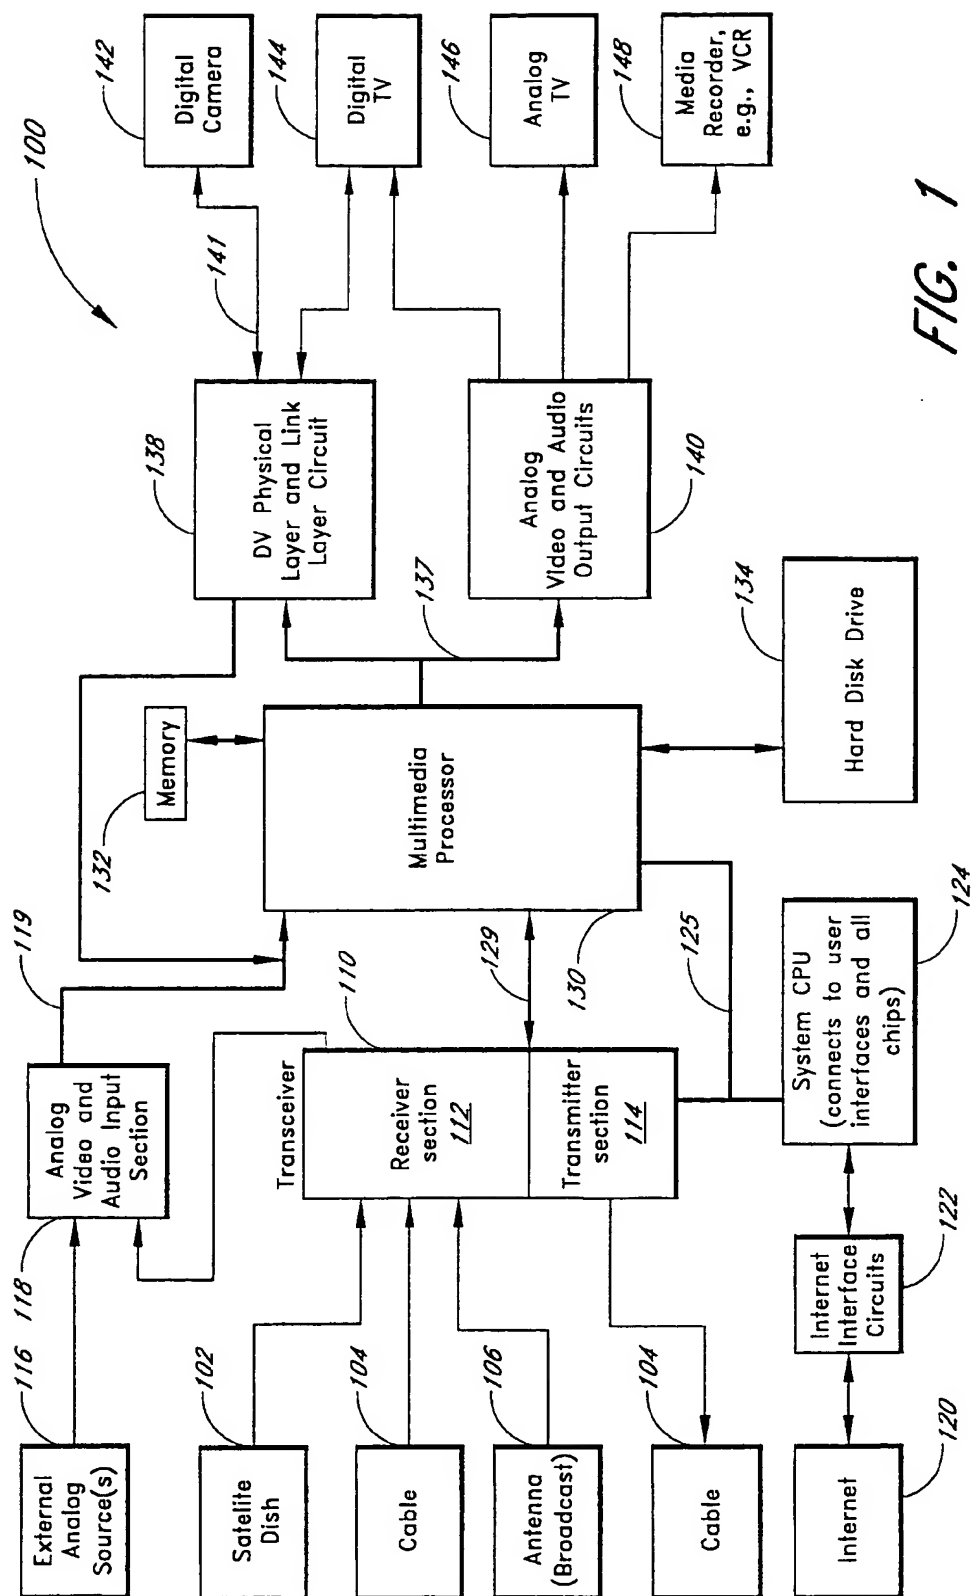 100
142
Digital
Camera
144
Digital
TV
146
Analog
TV
148
Media
Recorder,
e.g., VCR
141
138
DV Physical
Layer and Link
Layer Circuit
Analog
Video and Audio
Output Circuits
140
137
132
Memory
Multimedia
Processor
130
134
Hard Disk Drive
119
Analog
Video and
Audio Input
Section
118
110
129
Transceiver
Receiver
section
112
Transmitter
section
114
125
System CPU
(connects to user
interfaces and all
chips)
124
Internet
Interface
Circuits
122
116
External
Analog
Source(s)
102
Satelite
Dish
104
Cable
106
Antenna
(Broadcast)
104
Cable
Internet
120
FIG. 1